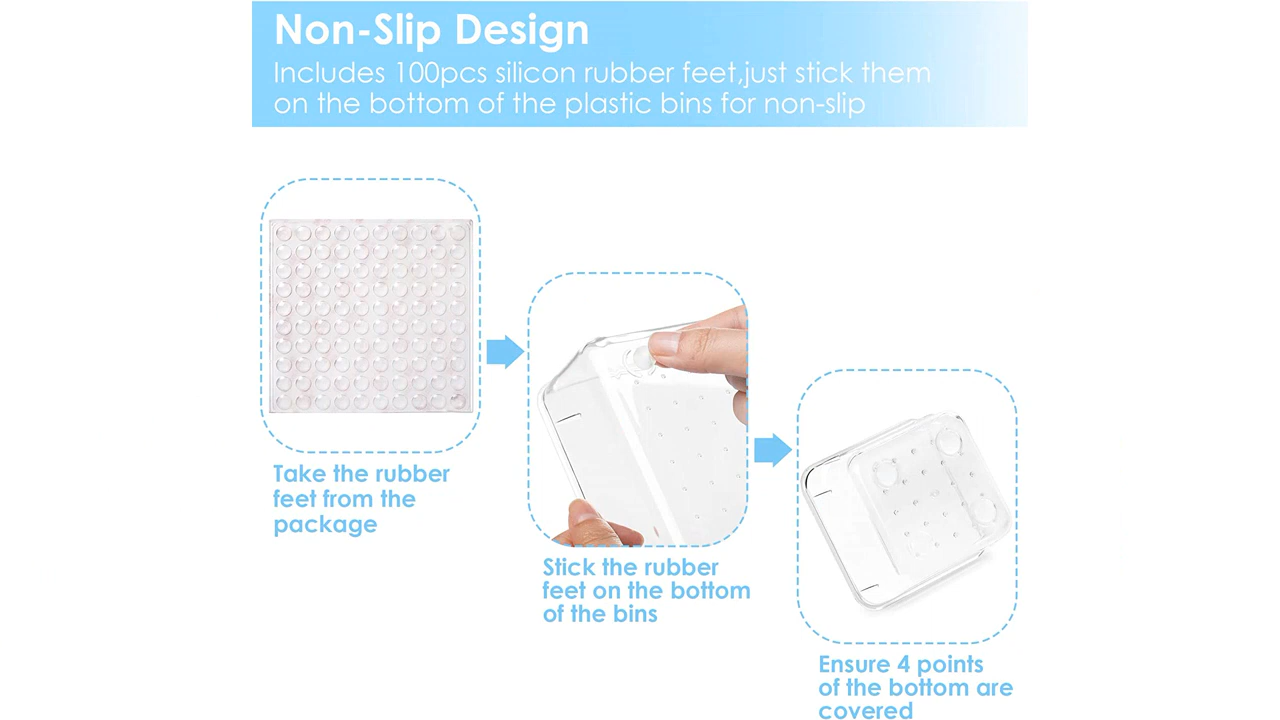 Non-Slip Design
Includes 100pcs silicon rubber feet,just stick them
on the bottom of the plastic bins for non-slip
Take the rubber
feet from the
package
Stick the rubber
feet on the bottom
of the bins
Ensure 4 points
of the bottom are
covered